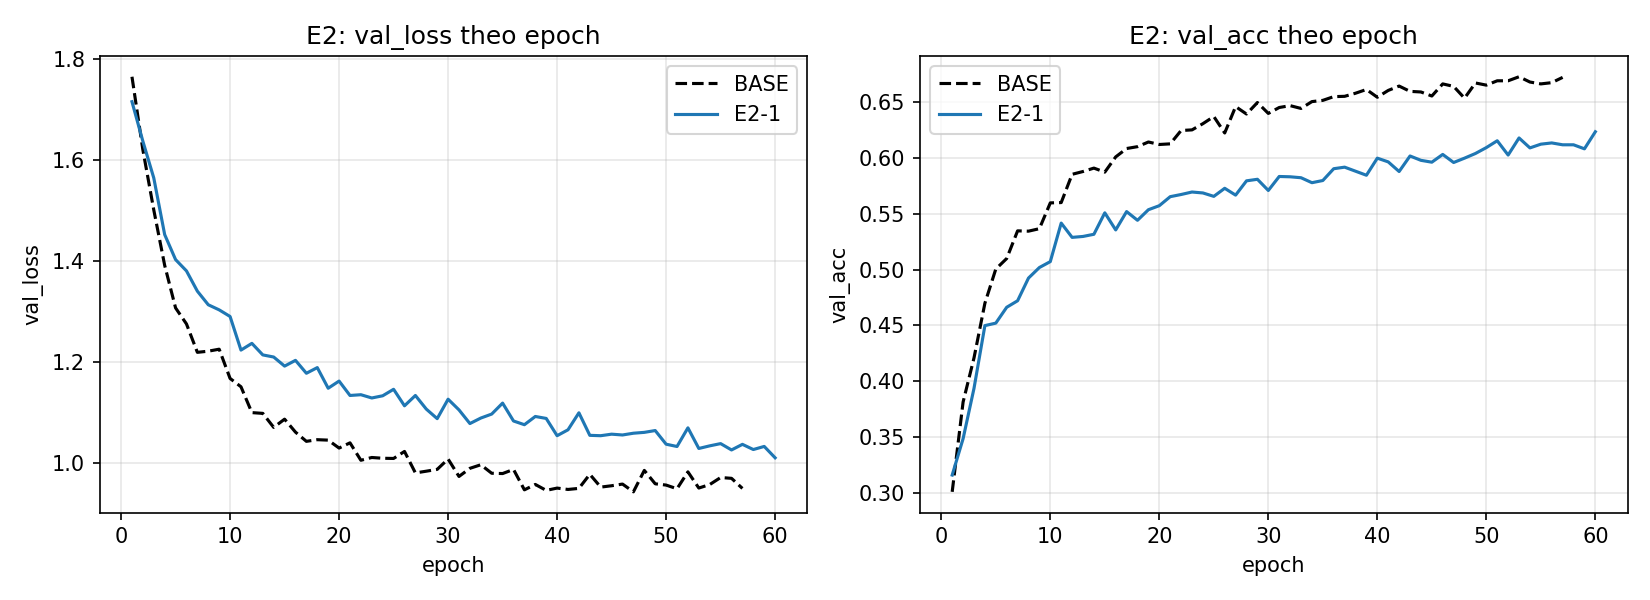 E2: val_loss theo epoch
val_loss
1.8
1.6
1.4
1.2
1.0
BASE
E2-1
0 10 20 30 40 50 60
epoch
E2: val_acc theo epoch
val_acc
0.65
0.60
0.55
0.50
0.45
0.40
0.35
0.30
BASE
E2-1
0 10 20 30 40 50 60
epoch